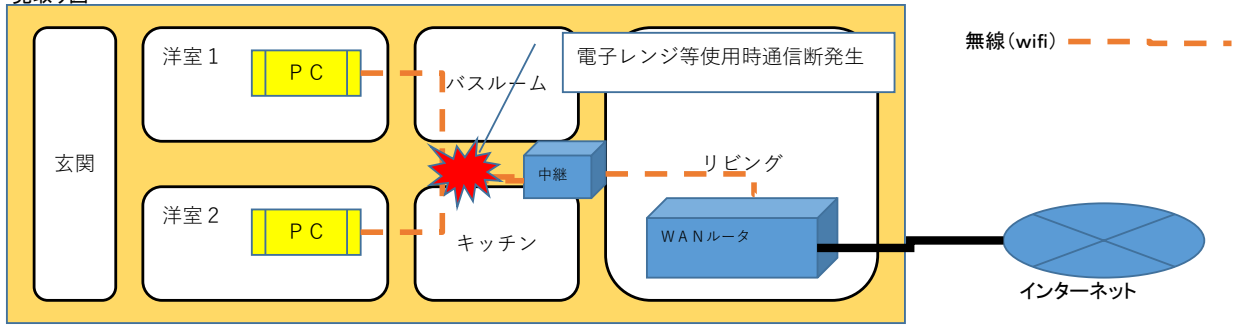 無線（wifi）
電子レンジ等使用時通信断発生
洋室１
ＰＣ
バスルーム
玄関
中継
リビング
洋室２
ＰＣ
キッチン
ＷＡＮルータ
インターネット